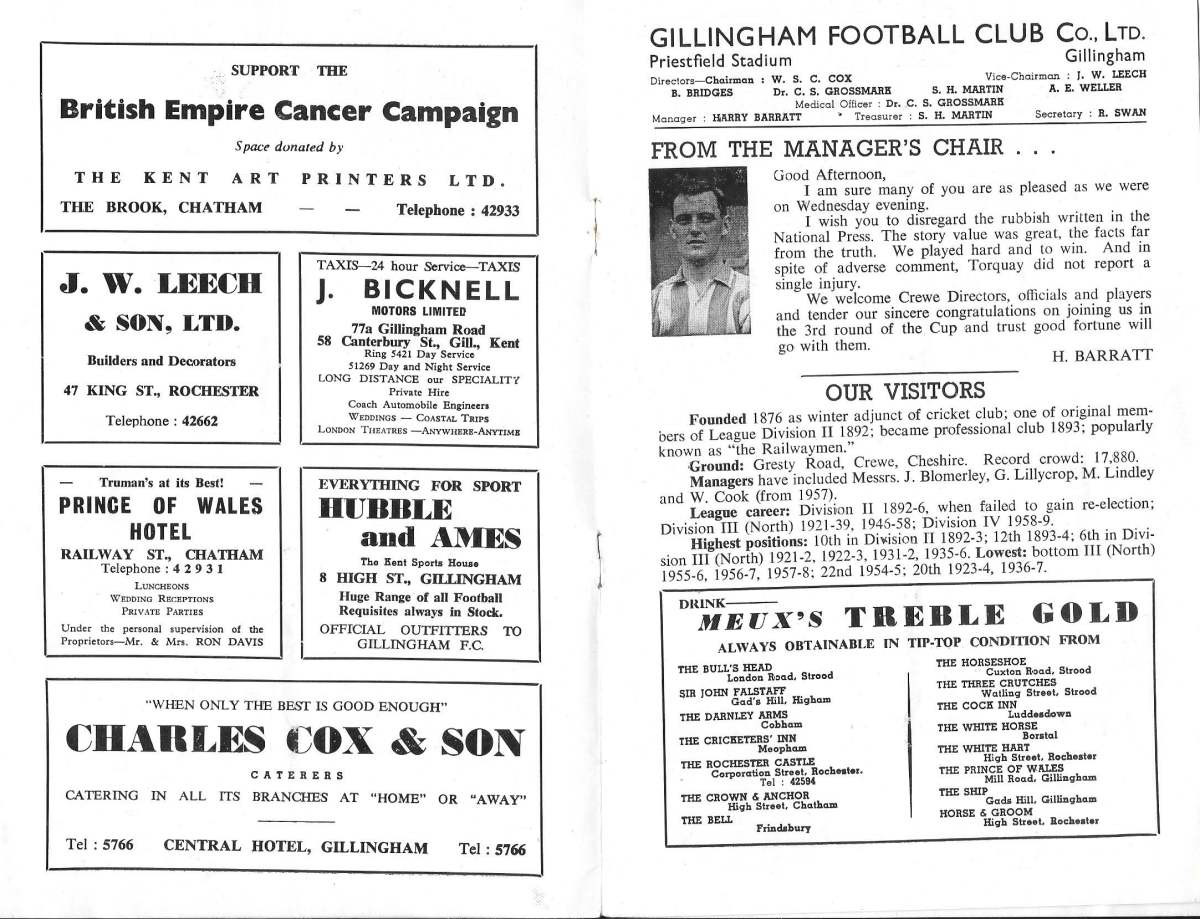 SUPPORT THE
British Empire Cancer Campaign
Space donated by
THE KENT ART PRINTERS LTD.
THE BROOK, CHATHAM — — Telephone : 42933
J. W. LEECH
& SON, LTD.
Builders and Decorators
47 KING ST., ROCHESTER
Telephone : 42662
TAXIS—24 hour Service—TAXIS
J. BICKNELL
MOTORS LIMITED
77a Gillingham Road
58 Canterbury St., Gill., Kent
Ring 5421 Day Service
51269 Day and Night Service
LONG DISTANCE our SPECIALITY
Private Hire
Coach Automobile Engineers
WEDDINGS — COASTAL TRIPS
LONDON THEATRES —ANYWHERE-ANYTIME
— Truman's at its Best! —
PRINCE OF WALES
HOTEL
RAILWAY ST., CHATHAM
Telephone : 42931
LUNCHEONS
WEDDING RECEPTIONS
PRIVATE PARTIES
Under the personal supervision of the
Proprietors—Mr. & Mrs. RON DAVIS
EVERYTHING FOR SPORT
HUBBLE
and AMES
The Kent Sports House
8 HIGH ST., GILLINGHAM
Huge Range of all Football
Requisites always in Stock.
OFFICIAL OUTFITTERS TO
GILLINGHAM F.C.
"WHEN ONLY THE BEST IS GOOD ENOUGH"
CHARLES COX & SON
CATERERS
CATERING IN ALL ITS BRANCHES AT "HOME" OR "AWAY"
Tel : 5766 CENTRAL HOTEL, GILLINGHAM Tel : 5766
GILLINGHAM FOOTBALL CLUB Co., LTD.
Priestfield Stadium Gillingham
Directors—Chairman : W. S. C. COX Vice-Chairman : J. W. LEECH
B. BRIDGES Dr. C. S. GROSSMARK S. H. MARTIN A. E. WELLER
Medical Officer : Dr. C. S. GROSSMARK
Manager : HARRY BARRATT Treasurer : S. H. MARTIN Secretary : R. SWAN
FROM THE MANAGER'S CHAIR . . .
Good Afternoon,
I am sure many of you are as pleased as we were
on Wednesday evening.
I wish you to disregard the rubbish written in the
National Press. The story value was great, the facts far
from the truth. We played hard and to win. And in
spite of adverse comment, Torquay did not report a
single injury.
We welcome Crewe Directors, officials and players
and tender our sincere congratulations on joining us in
the 3rd round of the Cup and trust good fortune will
go with them.
H. BARRATT
OUR VISITORS
Founded 1876 as winter adjunct of cricket club; one of original mem-
bers of League Division II 1892; became professional club 1893; popularly
known as "the Railwaymen."
Ground: Gresty Road, Crewe, Cheshire. Record crowd: 17,880.
Managers have included Messrs. J. Blomerley, G. Lillycrop, M. Lindley
and W. Cook (from 1957).
League career: Division II 1892-6, when failed to gain re-election;
Division III (North) 1921-39, 1946-58; Division IV 1958-9.
Highest positions: 10th in Division II 1892-3; 12th 1893-4; 6th in Divi-
sion III (North) 1921-2, 1922-3, 1931-2, 1935-6. Lowest: bottom III (North)
1955-6, 1956-7, 1957-8; 22nd 1954-5; 20th 1923-4, 1936-7.
DRINK———
MEUX'S TREBLE GOLD
ALWAYS OBTAINABLE IN TIP-TOP CONDITION FROM
THE BULL'S HEAD
London Road, Strood
SIR JOHN FALSTAFF
Gad's Hill, Higham
THE DARNLEY ARMS
Cobham
THE CRICKETERS' INN
Meopham
THE ROCHESTER CASTLE
Corporation Street, Rochester.
Tel : 42594
THE CROWN & ANCHOR
High Street, Chatham
THE BELL
Frindsbury
THE HORSESHOE
Cuxton Road, Strood
THE THREE CRUTCHES
Watling Street, Strood
THE COCK INN
Luddesdown
THE WHITE HORSE
Borstal
THE WHITE HART
High Street, Rochester
THE PRINCE OF WALES
Mill Road, Gillingham
THE SHIP
Gads Hill, Gillingham
HORSE & GROOM
High Street, Rochester